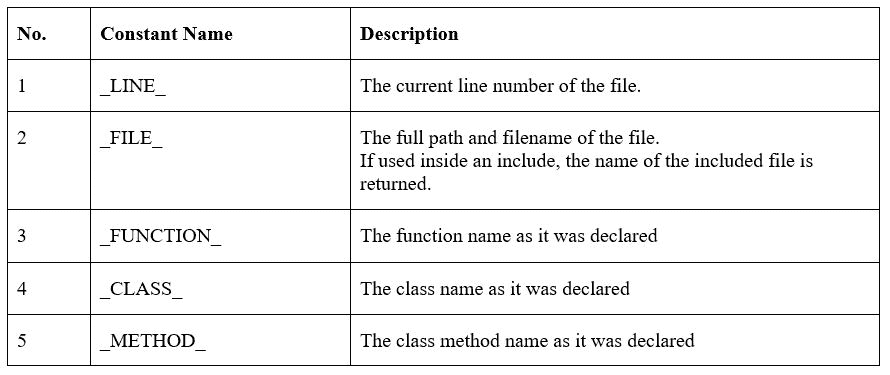 No. Constant Name Description
1 _LINE_ The current line number of the file.
2 _FILE_ The full path and filename of the file.
If used inside an include, the name of the included file is
returned.
3 _FUNCTION_ The function name as it was declared
4 _CLASS_ The class name as it was declared
5 _METHOD_ The class method name as it was declared